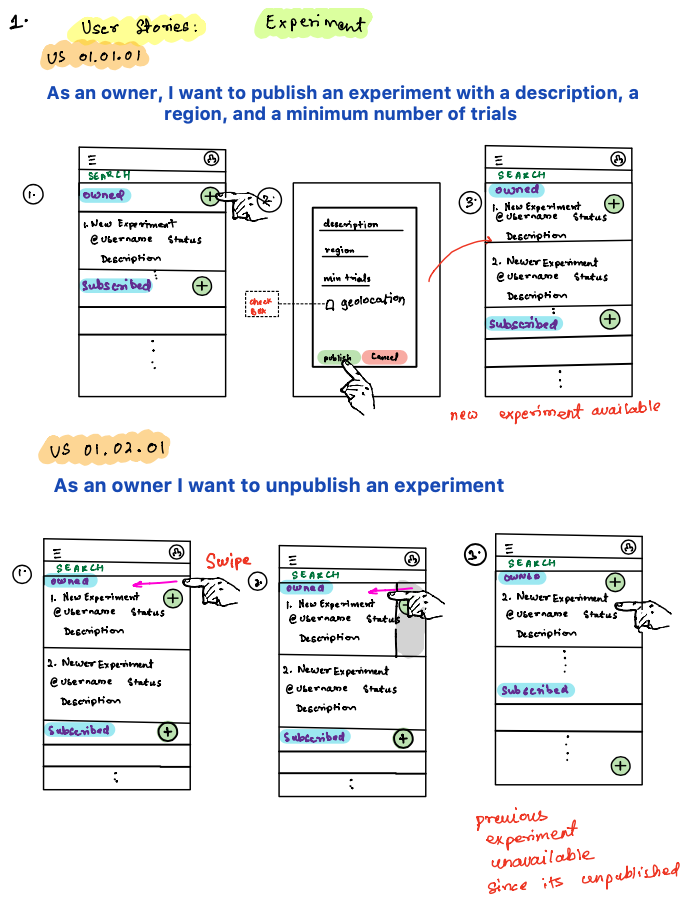 1. User Stories: Experiment
US 01.01.01
As an owner, I want to publish an experiment with a description, a
region, and a minimum number of trials
1.
SEARCH
Owned
+
1. New Experiment
@Username Status
Description
Subscribed
+
2.
description
region
min trials
geolocation
check
Box
publish
Cancel
3.
SEARCH
Owned
1. New Experiment
+
@Username Status
Description
2. Newer Experiment
@Username Status
Description
Subscribed
+
new experiment available
US 01.02.01
As an owner I want to unpublish an experiment
1.
SEARCH
Owned
Swipe
1. New Experiment
+
@Username Status
Description
2. Newer Experiment
@Username Status
Description
Subscribed
+
2.
SEARCH
Owned
1. New Experiment
@Username Status
Description
2. Newer Experiment
@Username Status
Description
Subscribed
+
3.
SEARCH
Owned
+
2. Newer Experiment
@Username Status
Description
Subscribed
+
previous
experiment
unavailable
since its unpublished